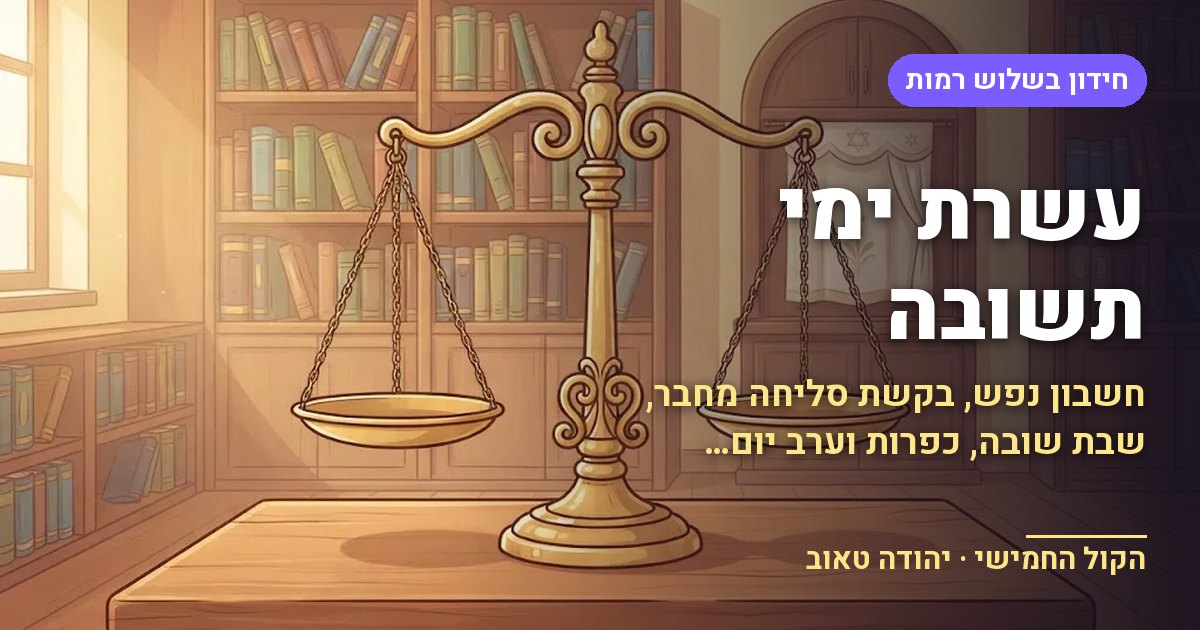 חידון בשלוש רמות
עשרת ימי
תשובה
חשבון נפש, בקשת סליחה מחבר,
שבת שובה, כפרות וערב יום...
הקול החמישי · יהודה טאוב